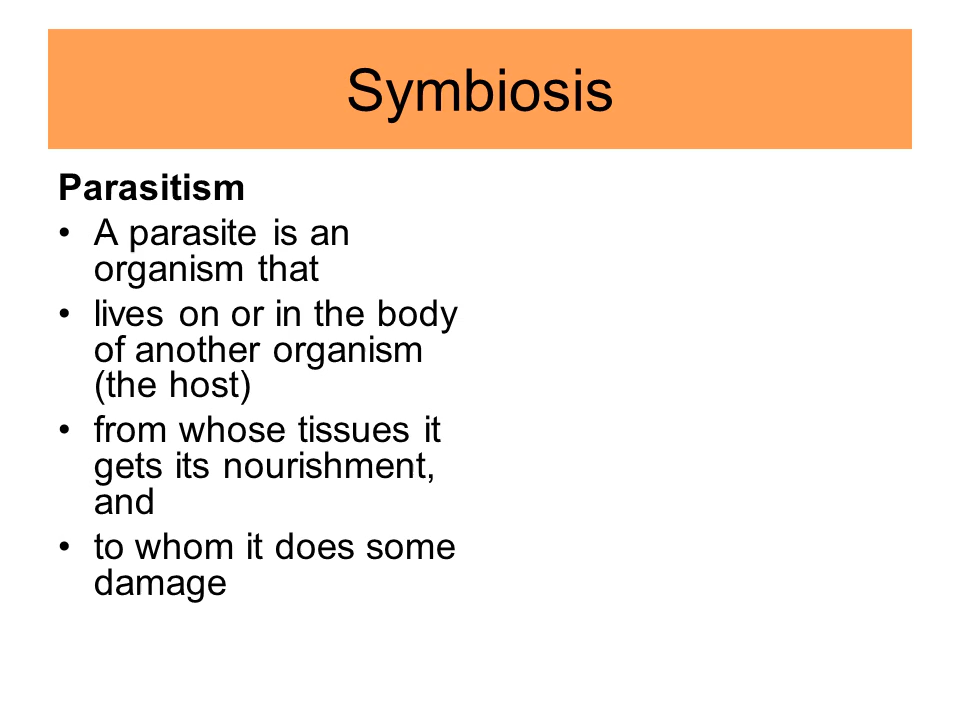 Symbiosis
Parasitism
• A parasite is an
organism that
• lives on or in the body
of another organism
(the host)
• from whose tissues it
gets its nourishment,
and
• to whom it does some
damage